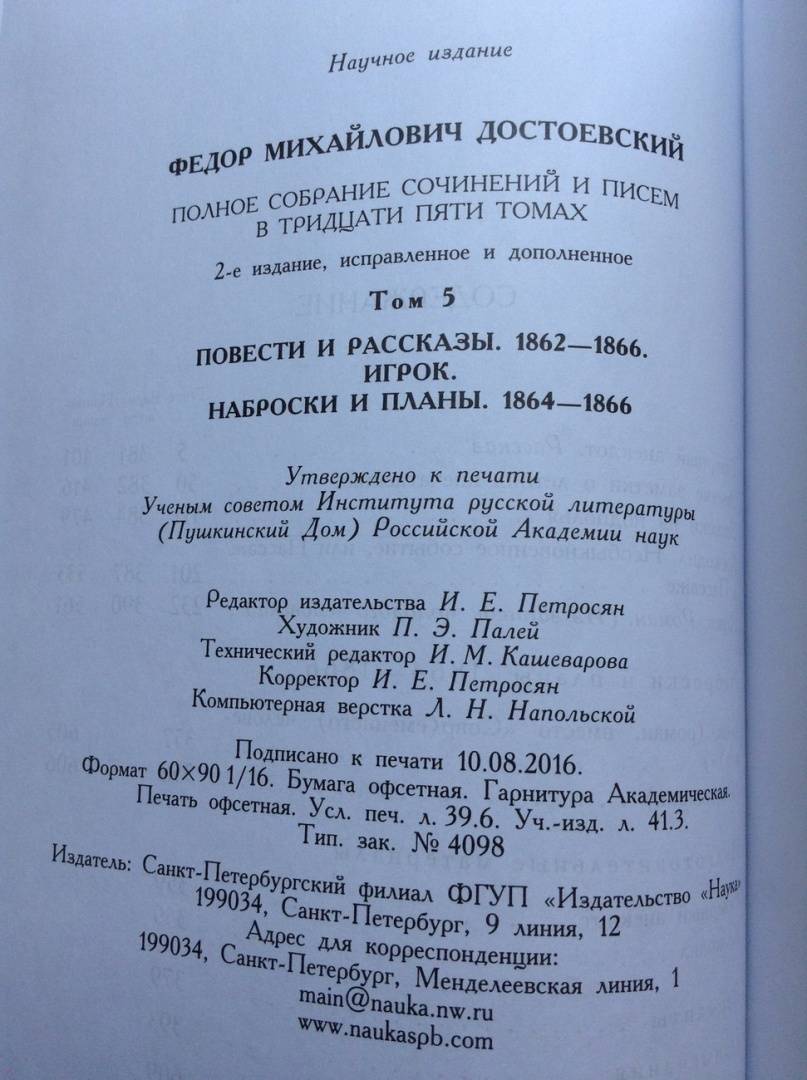 Научное издание
ФЕДОР МИХАЙЛОВИЧ ДОСТОЕВСКИЙ
ПОЛНОЕ СОБРАНИЕ СОЧИНЕНИЙ И ПИСЕМ
В ТРИДЦАТИ ПЯТИ ТОМАХ
2-е издание, исправленное и дополненное
Том 5
ПОВЕСТИ И РАССКАЗЫ. 1862—1866.
ИГРОК.
НАБРОСКИ И ПЛАНЫ. 1864—1866
Утверждено к печати
Ученым советом Института русской литературы
(Пушкинский Дом) Российской Академии наук
Редактор издательства И. Е. Петросян
Художник П. Э. Палей
Технический редактор И. М. Кашеварова
Корректор И. Е. Петросян
Компьютерная верстка Л. Н. Напольской
Подписано к печати 10.08.2016.
Формат 60×90 1/16. Бумага офсетная. Гарнитура Академическая.
Печать офсетная. Усл. печ. л. 39.6. Уч.-изд. л. 41.3.
Тип. зак. № 4098
Издатель: Санкт-Петербургский филиал ФГУП «Издательство «Наука»
199034, Санкт-Петербург, 9 линия, 12
Адрес для корреспонденции:
199034, Санкт-Петербург, Менделеевская линия, 1
main@nauka.nw.ru
www.naukaspb.com